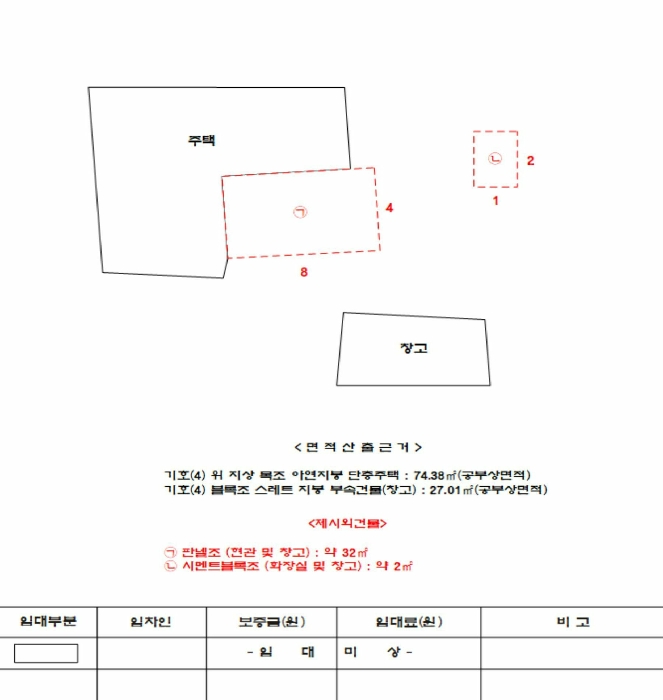 주택
㉠
4
8
㉡
2
1
창고
< 면 적 산 출 근 거 >
기호(4) 위 지상 목조 아연지붕 단층주택 : 74.38㎡(공부상면적)
기호(4) 블록조 스레트 지붕 부속건물(창고) : 27.01㎡(공부상면적)
<제시외건물>
㉠ 판넬조 (현관 및 창고) : 약 32㎡
㉡ 시멘트블록조 (화장실 및 창고) : 약 2㎡
임대부분 임차인 보증금(원) 임대료(원) 비 고
- 임 대 미 상 -